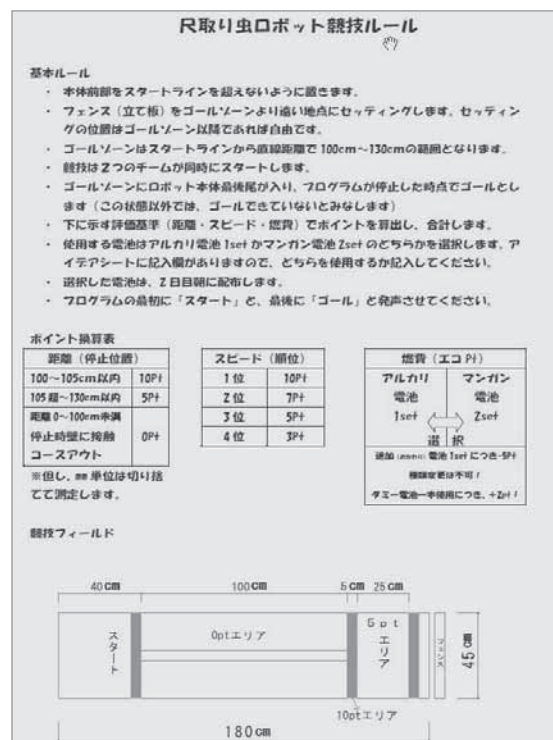 尺取り虫ロボット競技ルール
基本ルール
・ 本体前部をスタートラインを超えないように置きます。
・ フェンス（立て板）をゴールゾーンより遠い地点にセッティングします。セッティン
グの位置はゴールゾーン以降であれば自由です。
・ ゴールゾーンはスタートラインから直線距離で100cm～130cmの範囲となります。
・ 競技は2つのチームが同時にスタートします。
・ ゴールゾーンにロボット本体最後尾が入り、プログラムが停止した時点でゴールとし
ます（この状態以外では、ゴールできていないとみなします）
・ 下に示す評価基準（距離・スピード・燃費）でポイントを算出し、合計します。
・ 使用する電池はアルカリ電池1setかマンガン電池2setのどちらかを選択します。ア
イデアシートに記入欄がありますので、どちらを使用するか記入してください。
・ 選択した電池は、2日目朝に配布します。
・ プログラムの最初に「スタート」と、最後に「ゴール」と発声させてください。
ポイント換算表
距離（停止位置）
100～105cm以内 10Pt
105超～130cm以内 5Pt
距離0～100cm未満
停止時壁に接触
コースアウト
0Pt
※但し、mm単位は切り捨
てて測定します。
スピード（順位）
1位 10Pt
2位 7Pt
3位 5Pt
4位 3Pt
燃費（エコPt）
アルカリ
電池
1set
マンガン
電池
2set
選択
電池1setにつき-5Pt
種類変更は不可！
ダミー電池一本使用につき、+2pt！
競技フィールド
40cm 100cm 5cm 25cm
スタート
0ptエリア
5ptエリア
フェンス
45cm
10ptエリア
180cm